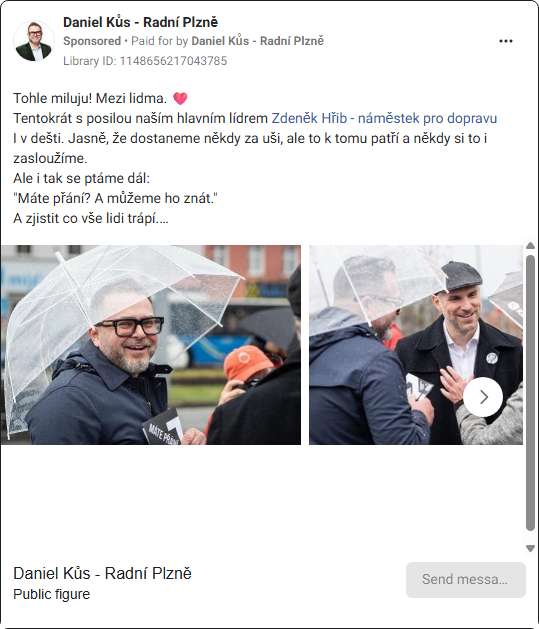 Daniel Kůs - Radní Plzně
Sponsored • Paid for by Daniel Kůs - Radní Plzně
Library ID: 1148656217043785
Tohle miluju! Mezi lidma. 💗
Tentokrát s posilou naším hlavním lídrem Zdeněk Hřib - náměstek pro dopravu
I v dešti. Jasně, že dostaneme někdy za uši, ale to k tomu patří a někdy si to i
zasloužíme.
Ale i tak se ptáme dál:
"Máte přání? A můžeme ho znát."
A zjistit co vše lidi trápí....
MÁTE PŘÁNÍ
Daniel Kůs - Radní Plzně
Public figure
Send messa...